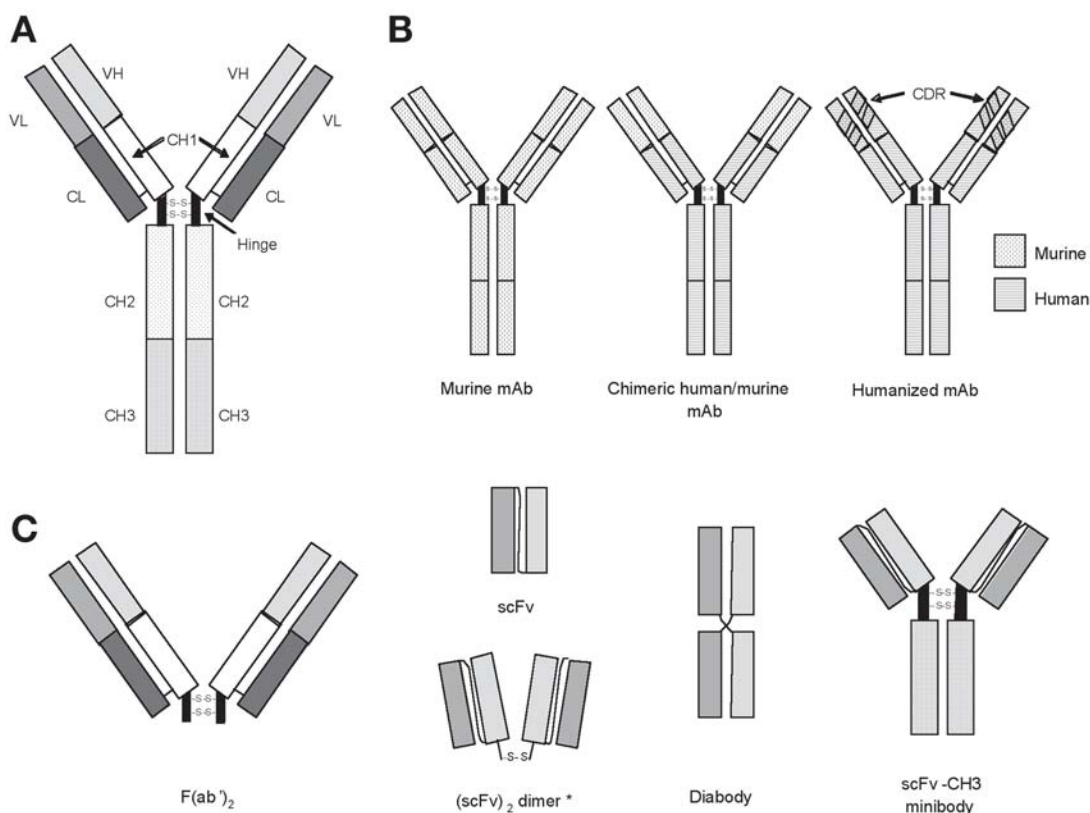 A
VH
VH
VL
VL
CH1
CL
CL
-S-S-
-S-S-
Hinge
CH2
CH2
CH3
CH3
B
CDR
-S-S-
-S-S-
-S-S-
-S-S-
-S-S-
-S-S-
Murine
Human
Murine mAb
Chimeric human/murine
mAb
Humanized mAb
C
-S-S-
-S-S-
F(ab')2
scFv
-S-S-
(scFv)2 dimer *
Diabody
-S-S-
-S-S-
scFv -CH3
minibody